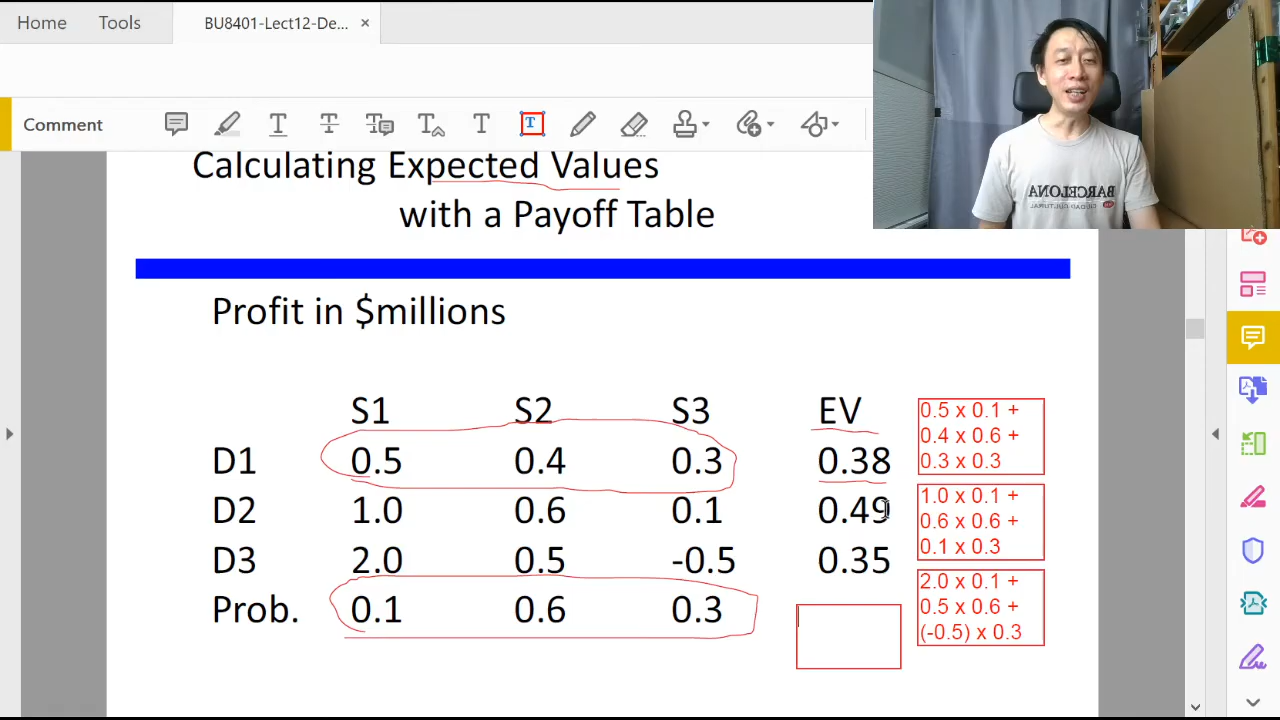 Home Tools BU8401-Lect12-De... ×
Comment
Calculating Expected Values
with a Payoff Table
Profit in $millions
S1 S2 S3 EV
D1 0.5 0.4 0.3 0.38
D2 1.0 0.6 0.1 0.49
D3 2.0 0.5 -0.5 0.35
Prob. 0.1 0.6 0.3
0.5 x 0.1 +
0.4 x 0.6 +
0.3 x 0.3
1.0 x 0.1 +
0.6 x 0.6 +
0.1 x 0.3
2.0 x 0.1 +
0.5 x 0.6 +
(-0.5) x 0.3
BARCELONA